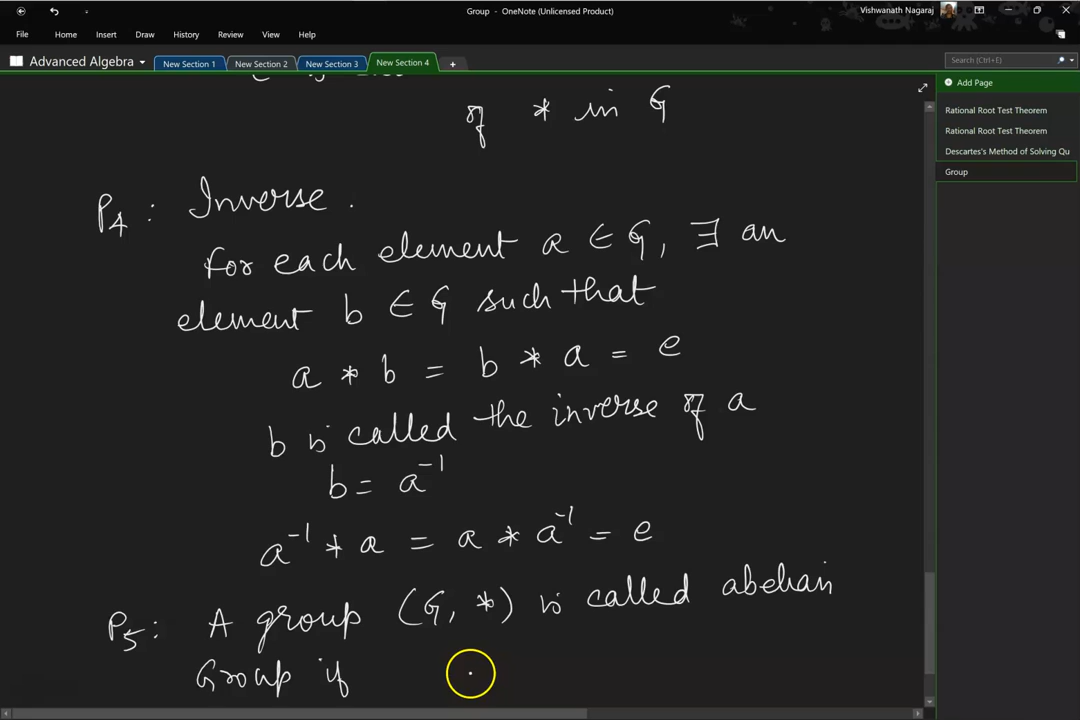 Group - OneNote (Unlicensed Product)
Vishwanath Nagaraj
File Home Insert Draw History Review View Help
Advanced Algebra New Section 1 New Section 2 New Section 3 New Section 4 +
Search (Ctrl+E)
Add Page
Rational Root Test Theorem
Rational Root Test Theorem
Descartes's Method of Solving Qu
Group
of * in G
P4 : Inverse .
For each element a ∈ G, ∃ an
element b ∈ G such that
a * b = b * a = e
b is called the inverse of a
b = a⁻¹
a⁻¹ * a = a * a⁻¹ = e
P5 : A group (G, *) is called abelian
Group if